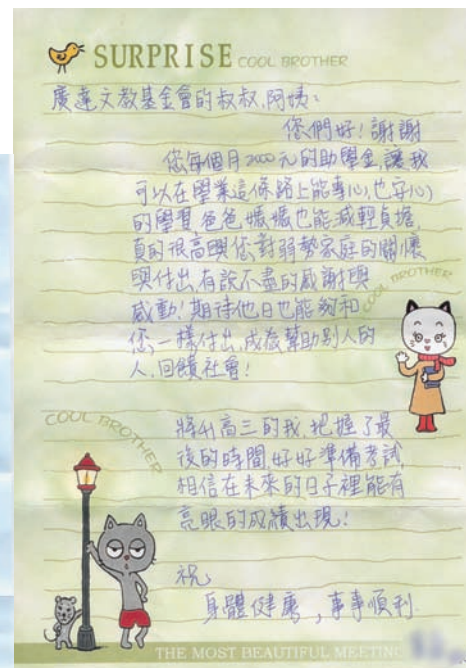 SURPRISE COOL BROTHER
廣達文教基金會的叔叔.阿姨:
您們好!謝謝
您每個月2000元的助學金,讓我
可以在學業這條路上能專心,也安心
的學習,爸爸媽媽也能減輕負擔,
真的很高興您對弱勢家庭的關懷
與付出,有說不盡的感謝與
感動!期待他日也能夠和
COOL BROTHER
您一樣付出,成為幫助別人的
人,回饋社會!
COOL BROTHER
將升高三的我,把握了最
後的時間,好好準備考試
相信在未來的日子裡能有
亮眼的成績出現!
祝
身體健康,事事順利.
THE MOST BEAUTIFUL MEETING